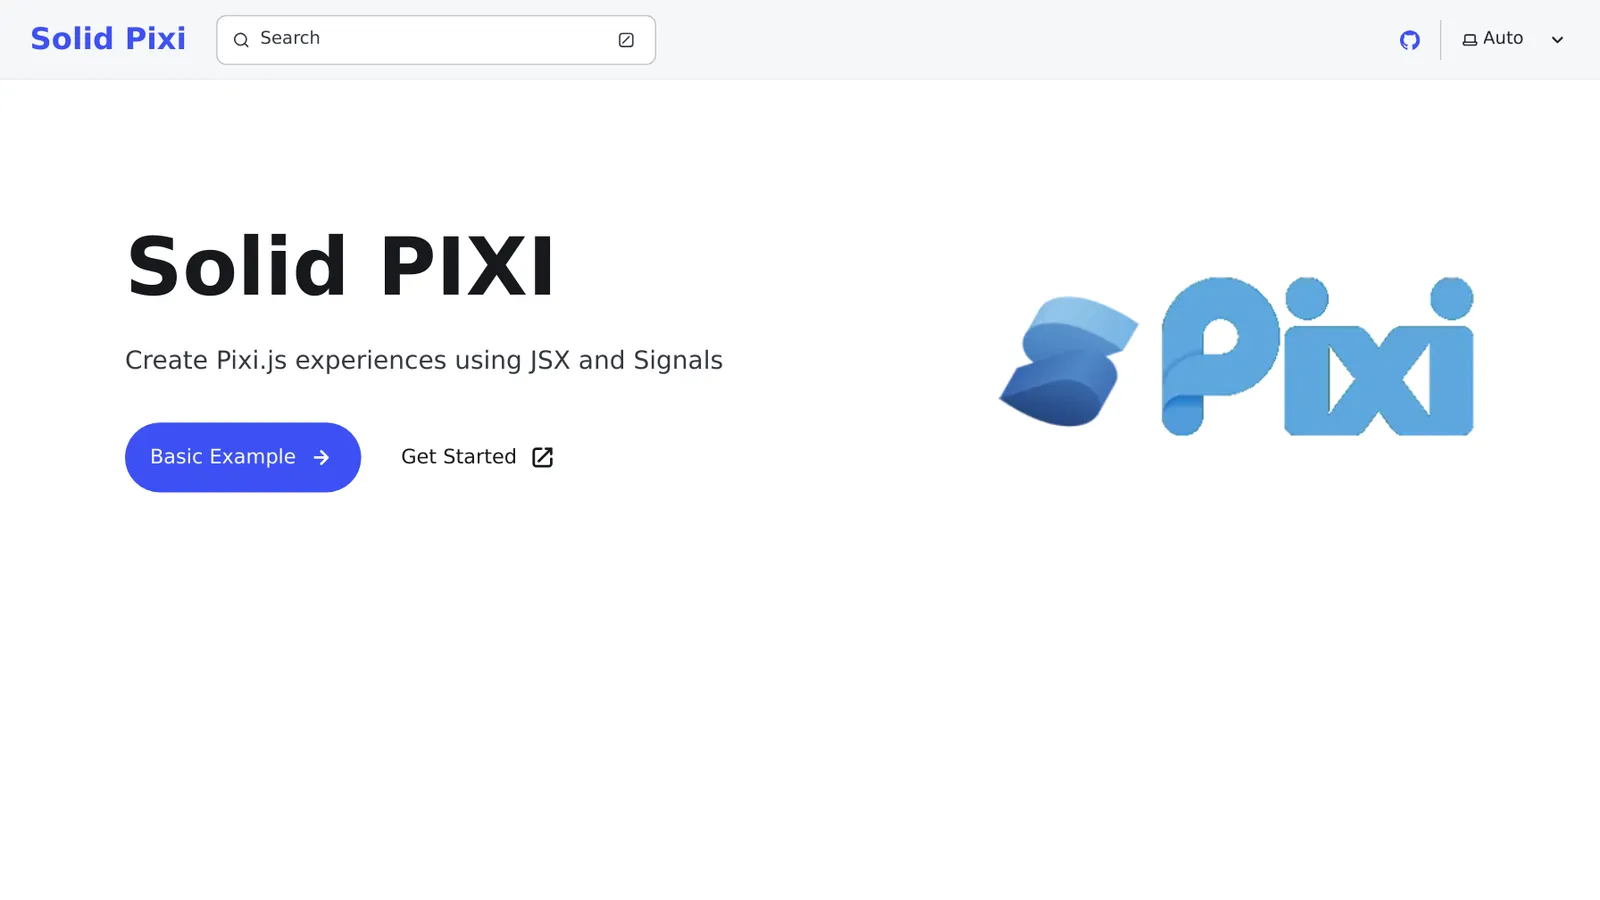 Solid Pixi
Search
Auto
Solid PIXI
Create Pixi.js experiences using JSX and Signals
Basic Example
Get Started
Pixi